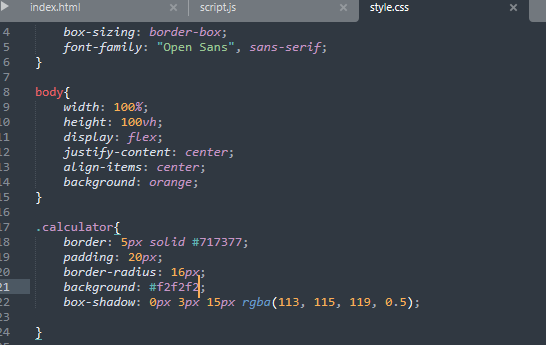 index.html × script.js × style.css ×
4 box-sizing: border-box;
5 font-family: "Open Sans", sans-serif;
6 }
7
8 body{
9 width: 100%;
10 height: 100vh;
11 display: flex;
12 justify-content: center;
13 align-items: center;
14 background: orange;
15 }
16
17 .calculator{
18 border: 5px solid #717377;
19 padding: 20px;
20 border-radius: 16px;
21 background: #f2f2f2;
22 box-shadow: 0px 3px 15px rgba(113, 115, 119, 0.5);
23
24 }